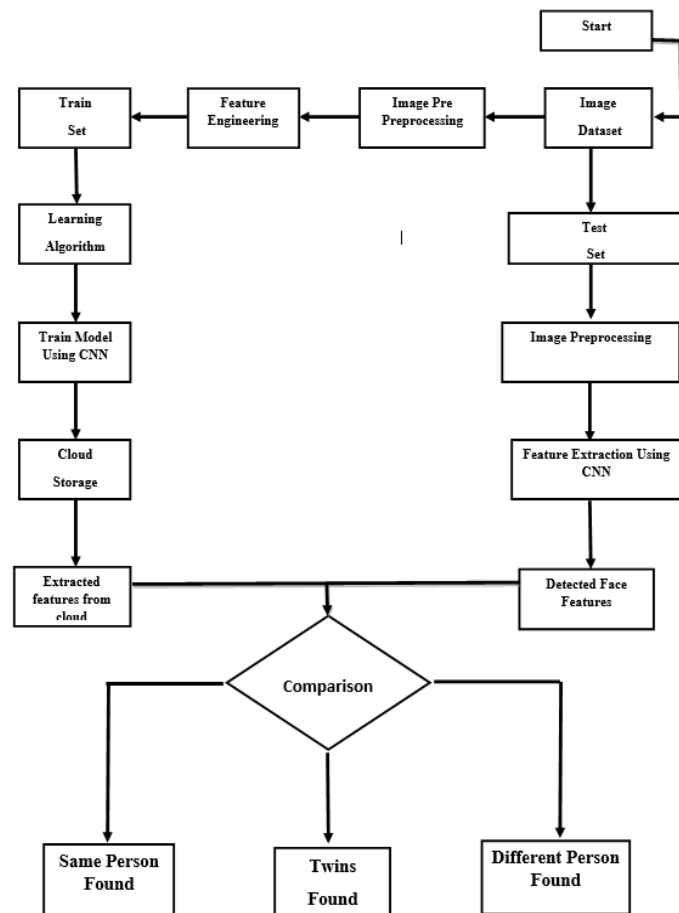 Start
Train
Set
Feature
Engineering
Image Pre
Preprocessing
Image
Dataset
Learning
Algorithm
Test
Set
Train Model
Using CNN
Image Preprocessing
Cloud
Storage
Feature Extraction Using
CNN
Extracted
features from
cloud
Detected Face
Features
Comparison
Same Person
Found
Twins
Found
Different Person
Found